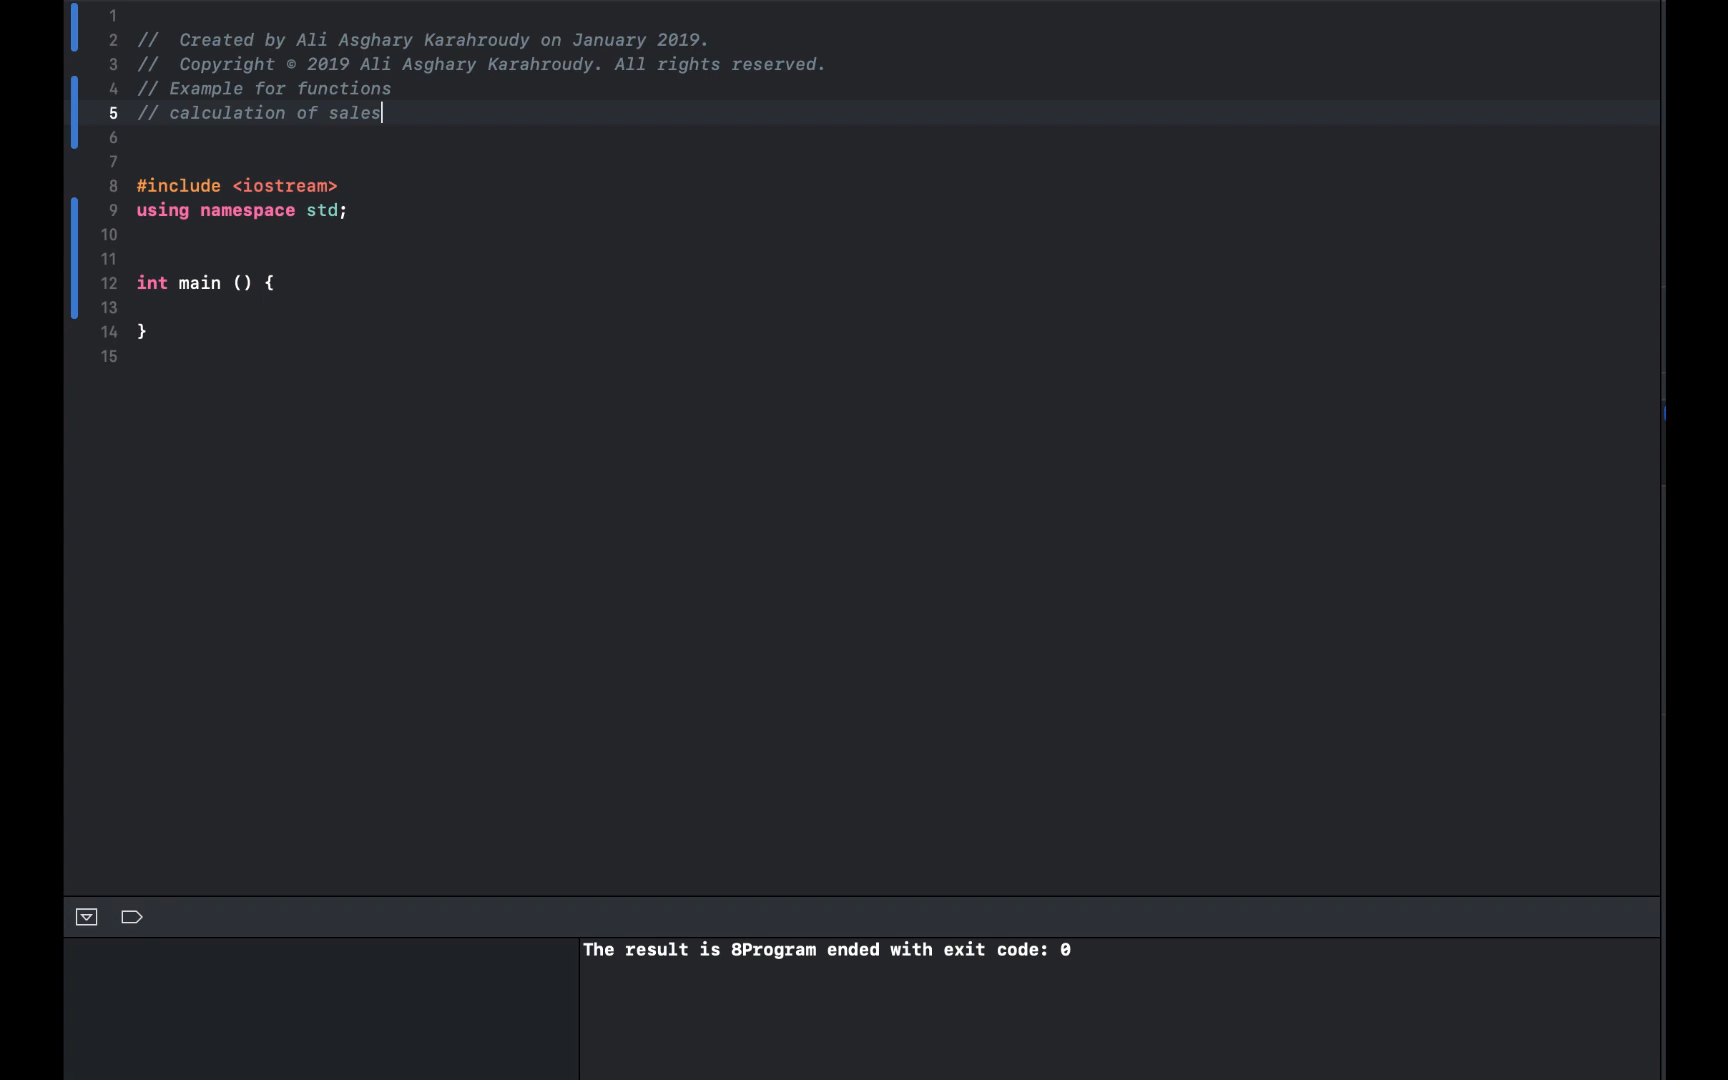 1
2 //  Created by Ali Asghary Karahroudy on January 2019.
3 //  Copyright © 2019 Ali Asghary Karahroudy. All rights reserved.
4 // Example for functions
5 // calculation of sales
6
7
8 #include <iostream>
9 using namespace std;
10
11
12 int main () {
13
14 }
15
The result is 8Program ended with exit code: 0